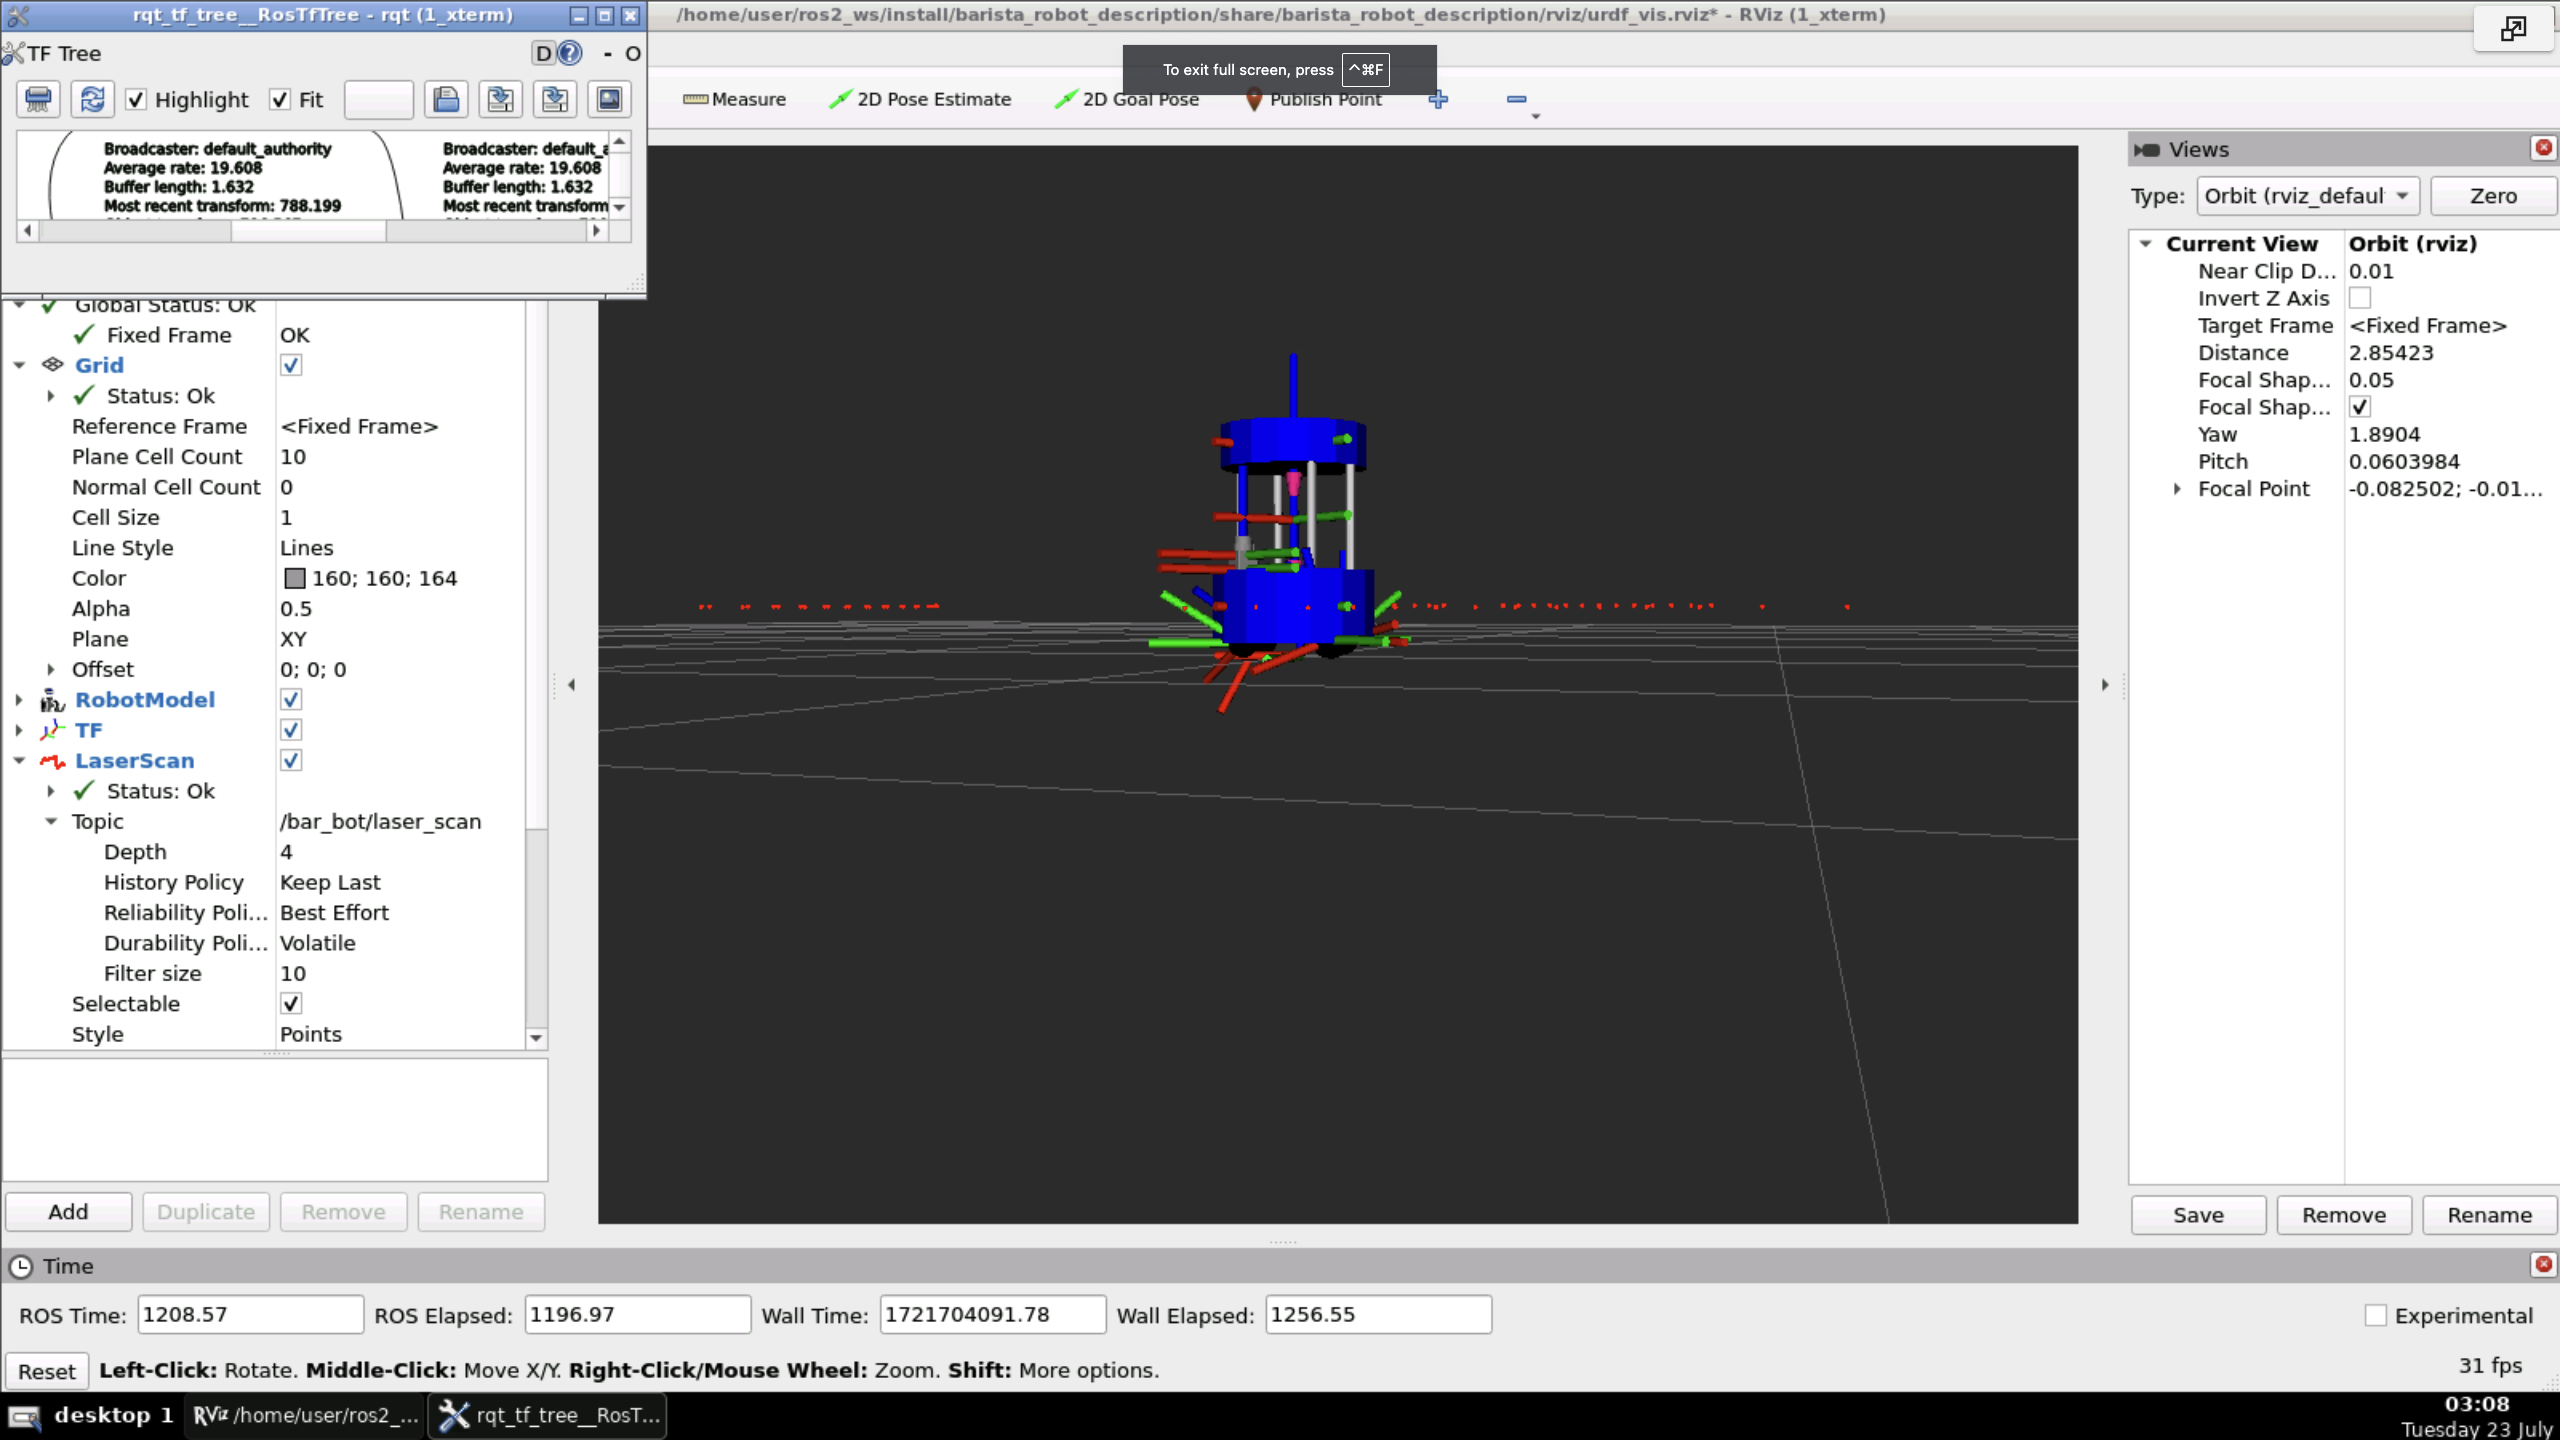 rqt_tf_tree__RosTfTree - rqt (1_xterm)
/home/user/ros2_ws/install/barista_robot_description/share/barista_robot_description/rviz/urdf_vis.rviz* - RViz (1_xterm)
TF Tree
D
- O
To exit full screen, press ^⌘F
Highlight
Fit
Measure
2D Pose Estimate
2D Goal Pose
Publish Point
Broadcaster: default_authority
Average rate: 19.608
Buffer length: 1.632
Most recent transform: 788.199
Broadcaster: default_a
Average rate: 19.608
Buffer length: 1.632
Most recent transform
Global Status: Ok
Fixed Frame OK
Grid
Status: Ok
Reference Frame <Fixed Frame>
Plane Cell Count 10
Normal Cell Count 0
Cell Size 1
Line Style Lines
Color 160; 160; 164
Alpha 0.5
Plane XY
Offset 0; 0; 0
RobotModel
TF
LaserScan
Status: Ok
Topic /bar_bot/laser_scan
Depth 4
History Policy Keep Last
Reliability Poli... Best Effort
Durability Poli... Volatile
Filter size 10
Selectable
Style Points
Add Duplicate Remove Rename
Views
Type: Orbit (rviz_defaul Zero
Current View Orbit (rviz)
Near Clip D... 0.01
Invert Z Axis
Target Frame <Fixed Frame>
Distance 2.85423
Focal Shap... 0.05
Focal Shap...
Yaw 1.8904
Pitch 0.0603984
Focal Point -0.082502; -0.01...
Save Remove Rename
Time
ROS Time: 1208.57 ROS Elapsed: 1196.97 Wall Time: 1721704091.78 Wall Elapsed: 1256.55 Experimental
Reset Left-Click: Rotate. Middle-Click: Move X/Y. Right-Click/Mouse Wheel: Zoom. Shift: More options. 31 fps
desktop 1 RViz /home/user/ros2_... rqt_tf_tree__RosT...
03:08
Tuesday 23 July